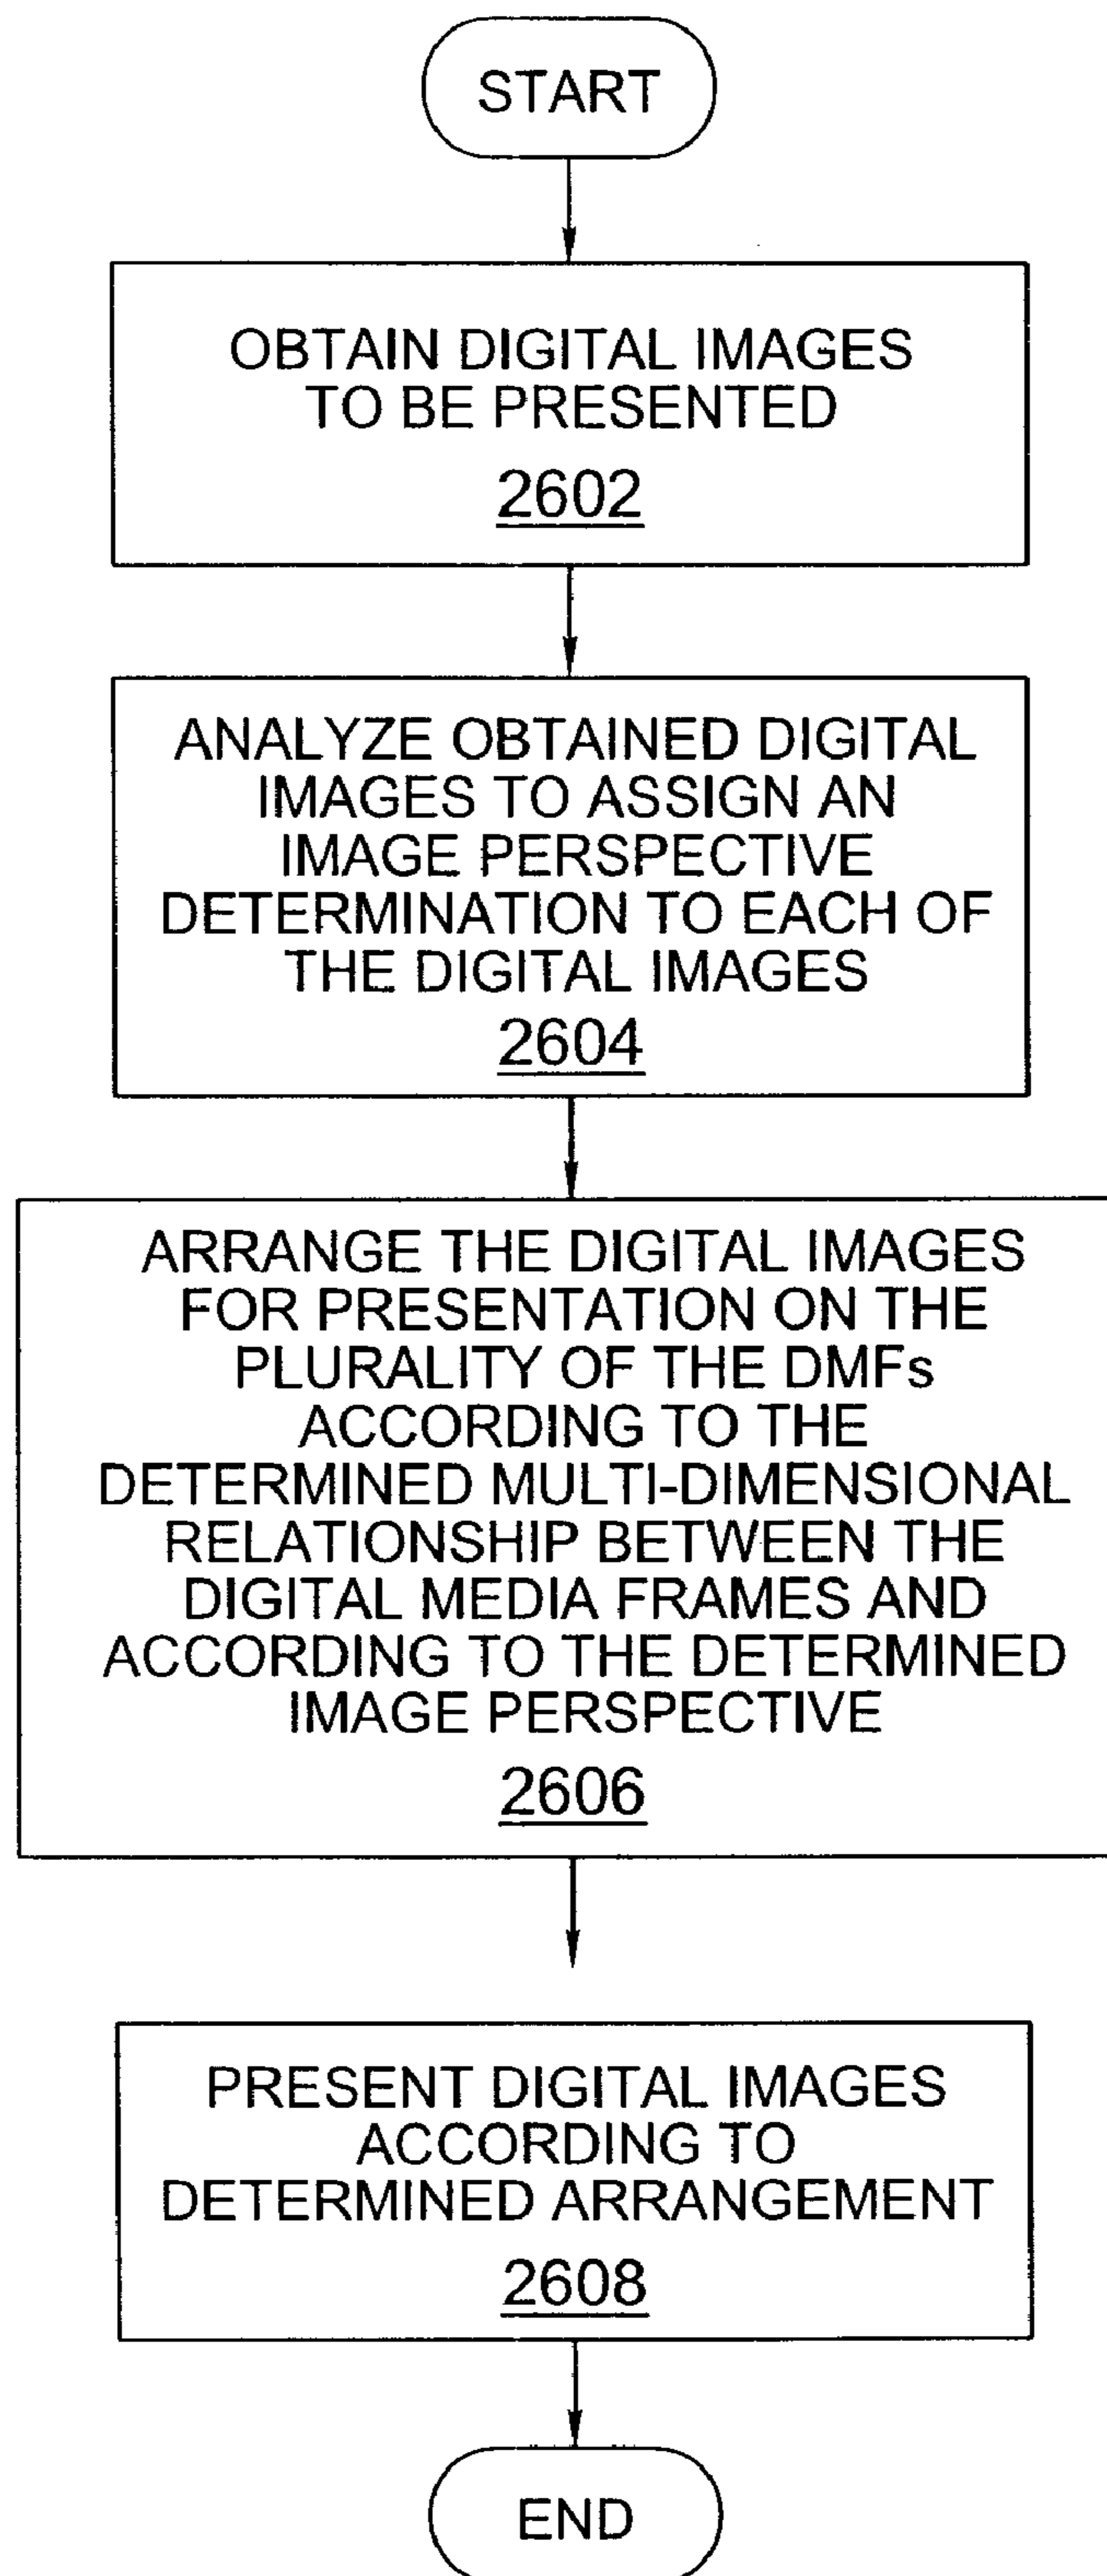 START
OBTAIN DIGITAL IMAGES
TO BE PRESENTED
2602
ANALYZE OBTAINED DIGITAL
IMAGES TO ASSIGN AN
IMAGE PERSPECTIVE
DETERMINATION TO EACH OF
THE DIGITAL IMAGES
2604
ARRANGE THE DIGITAL IMAGES
FOR PRESENTATION ON THE
PLURALITY OF THE DMFs
ACCORDING TO THE
DETERMINED MULTI-DIMENSIONAL
RELATIONSHIP BETWEEN THE
DIGITAL MEDIA FRAMES AND
ACCORDING TO THE DETERMINED
IMAGE PERSPECTIVE
2606
PRESENT DIGITAL IMAGES
ACCORDING TO
DETERMINED ARRANGEMENT
2608
END